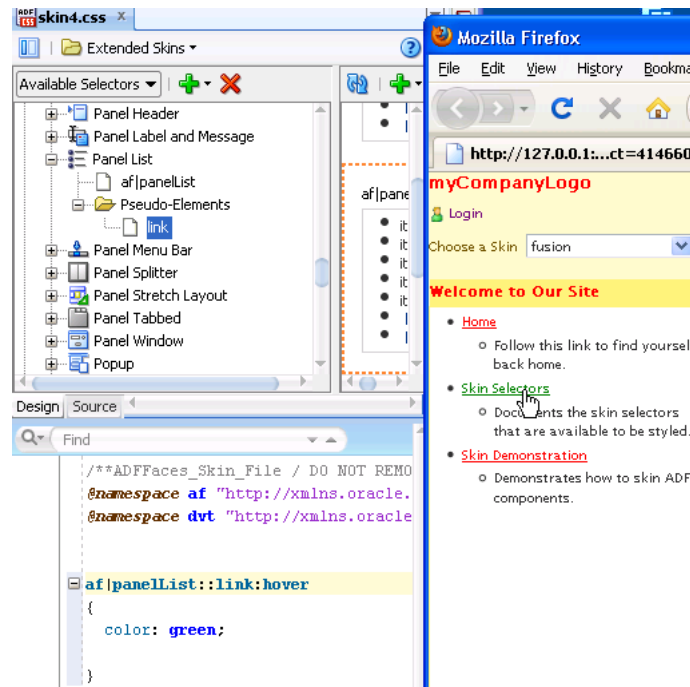 skin4.css
Extended Skins
Available Selectors
Panel Header
Panel Label and Message
Panel List
af|panelList
Pseudo-Elements
link
Panel Menu Bar
Panel Splitter
Panel Stretch Layout
Panel Tabbed
Panel Window
Popup
af|pane
it
it
it
it
it
Design Source
Find
/**ADFFaces_Skin_File / DO NOT REMO
@namespace af "http://xmlns.oracle.
@namespace dvt "http://xmlns.oracle
af|panelList::link:hover
{
color: green;
}
Mozilla Firefox
File Edit View History Bookma
http://127.0.0.1:...ct=414660
myCompanyLogo
Login
Choose a Skin fusion
Welcome to Our Site
Home
Follow this link to find yoursel
back home.
Skin Selectors
Documents the skin selectors
that are available to be styled.
Skin Demonstration
Demonstrates how to skin ADF
components.